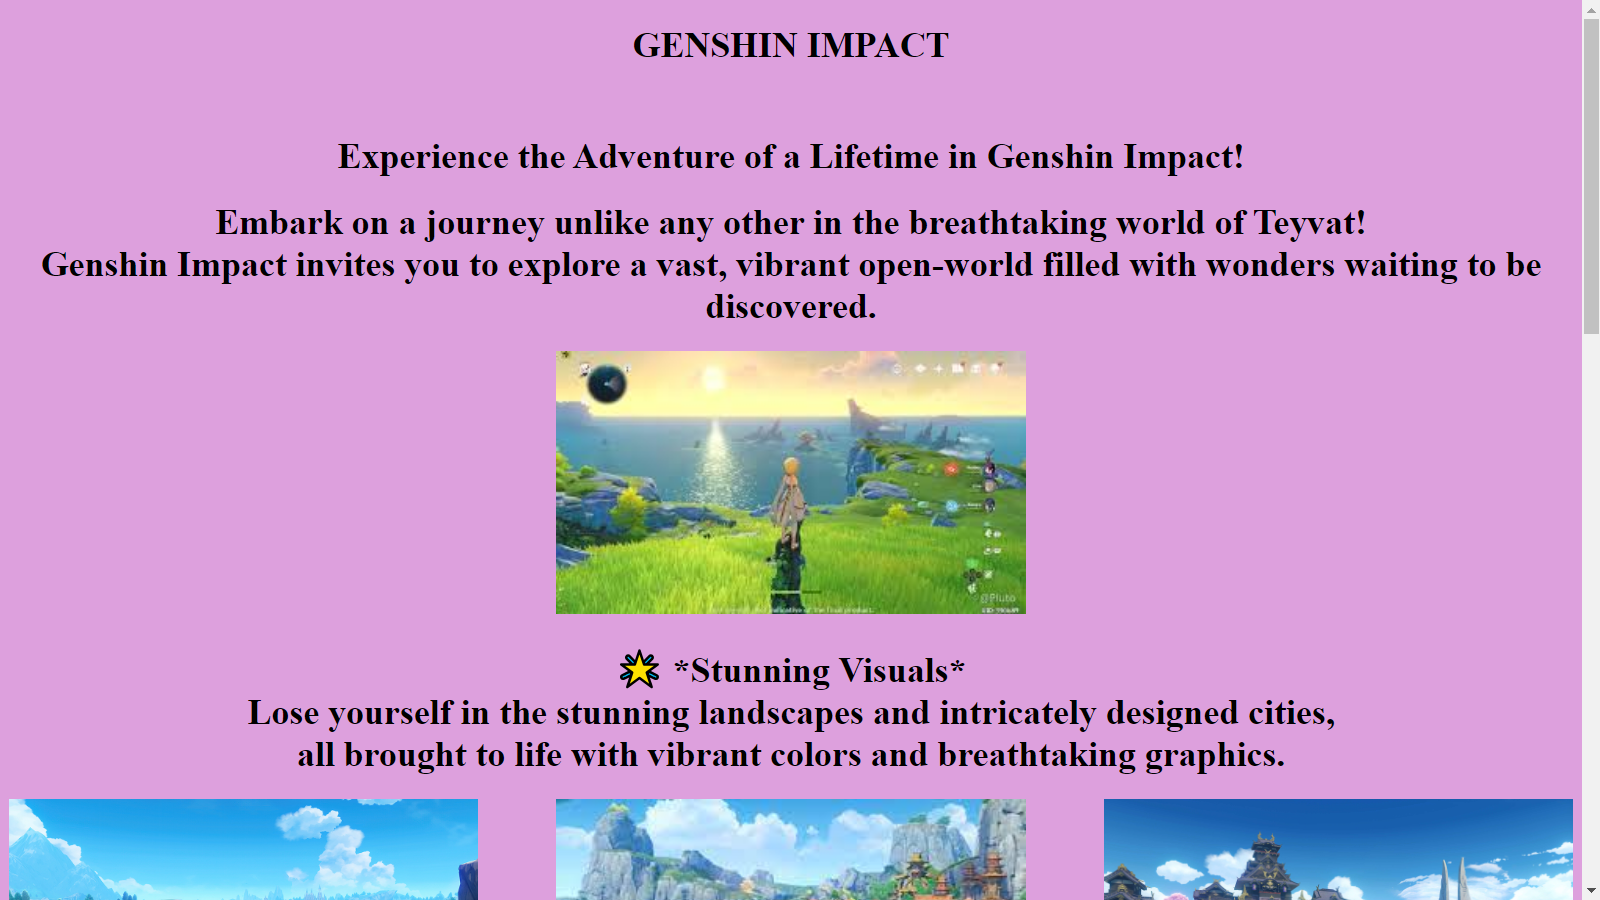 GENSHIN IMPACT
Experience the Adventure of a Lifetime in Genshin Impact!
Embark on a journey unlike any other in the breathtaking world of Teyvat!
Genshin Impact invites you to explore a vast, vibrant open-world filled with wonders waiting to be
discovered.
@Pluto
🌟 *Stunning Visuals*
Lose yourself in the stunning landscapes and intricately designed cities,
all brought to life with vibrant colors and breathtaking graphics.